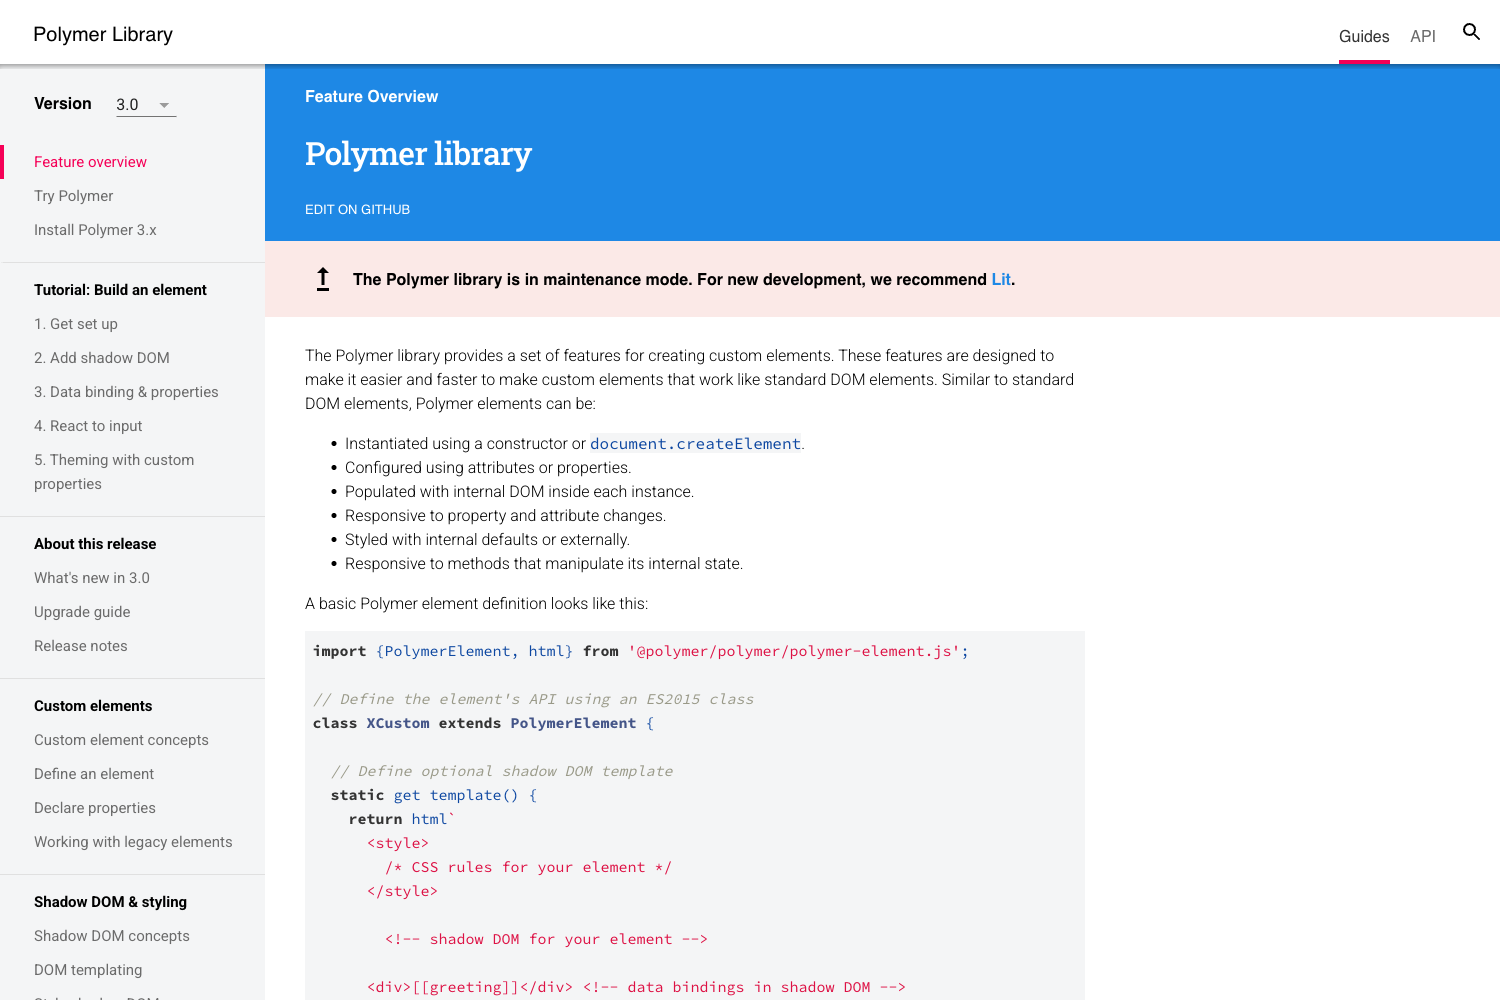 Polymer Library
Guides
API
Version
3.0
Feature overview
Try Polymer
Install Polymer 3.x
Tutorial: Build an element
1. Get set up
2. Add shadow DOM
3. Data binding & properties
4. React to input
5. Theming with custom
properties
About this release
What's new in 3.0
Upgrade guide
Release notes
Custom elements
Custom element concepts
Define an element
Declare properties
Working with legacy elements
Shadow DOM & styling
Shadow DOM concepts
DOM templating
Feature Overview
Polymer library
EDIT ON GITHUB
The Polymer library is in maintenance mode. For new development, we recommend Lit.
The Polymer library provides a set of features for creating custom elements. These features are designed to
make it easier and faster to make custom elements that work like standard DOM elements. Similar to standard
DOM elements, Polymer elements can be:
• Instantiated using a constructor or document.createElement.
• Configured using attributes or properties.
• Populated with internal DOM inside each instance.
• Responsive to property and attribute changes.
• Styled with internal defaults or externally.
• Responsive to methods that manipulate its internal state.
A basic Polymer element definition looks like this:
import {PolymerElement, html} from '@polymer/polymer/polymer-element.js';
// Define the element's API using an ES2015 class
class XCustom extends PolymerElement {
// Define optional shadow DOM template
static get template() {
return html`
<style>
/* CSS rules for your element */
</style>
<!-- shadow DOM for your element -->
<div>[[greeting]]</div> <!-- data bindings in shadow DOM -->